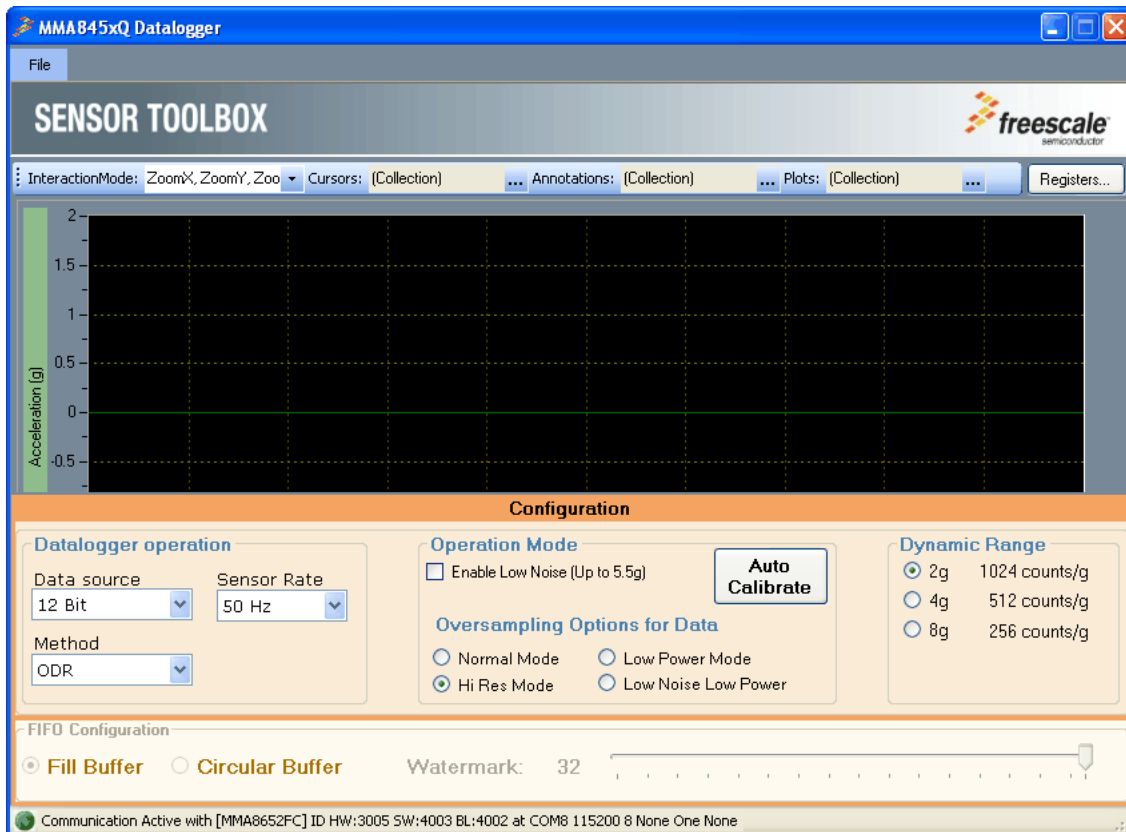 MMA845xQ Datalogger
File
SENSOR TOOLBOX
freescale
semiconductor
InteractionMode: ZoomX, ZoomY, Zoo Cursors: (Collection) ... Annotations: (Collection) ... Plots: (Collection) ... Registers...
Acceleration (g)
2
1.5
1
0.5
0
-0.5
Configuration
Datalogger operation
Data source
Sensor Rate
12 Bit
50 Hz
Method
ODR
Operation Mode
Enable Low Noise (Up to 5.5g)
Auto
Calibrate
Oversampling Options for Data
Normal Mode
Low Power Mode
Hi Res Mode
Low Noise Low Power
Dynamic Range
2g 1024 counts/g
4g 512 counts/g
8g 256 counts/g
FIFO Configuration
Fill Buffer
Circular Buffer
Watermark: 32
Communication Active with [MMA8652FC] ID HW:3005 SW:4003 BL:4002 at COM8 115200 8 None One None